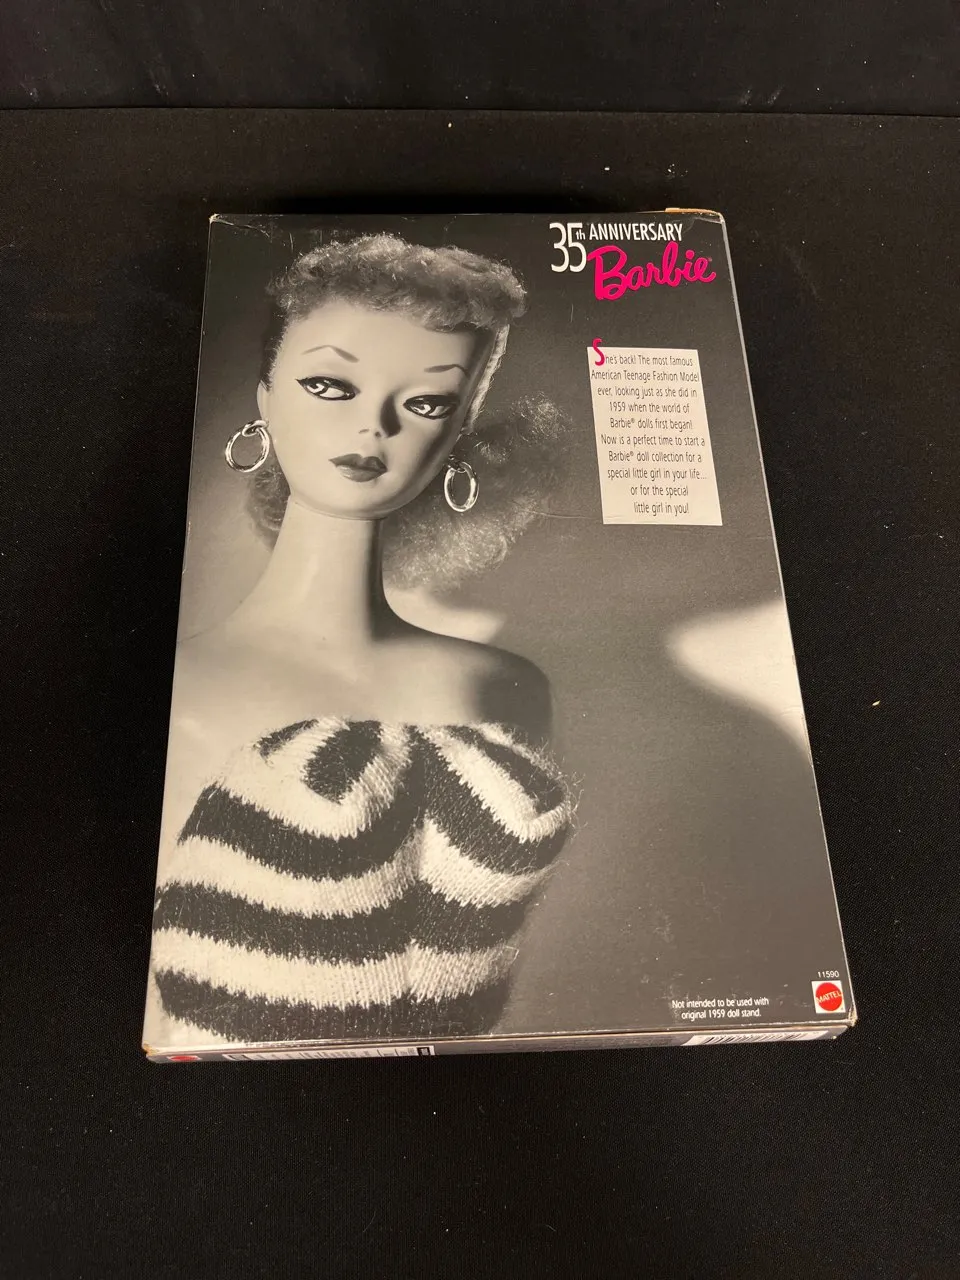 35th ANNIVERSARY
Barbie™
She's back! The most famous
American Teenage Fashion Model
ever, looking just as she did in
1959 when the world of
Barbie® dolls first began!
Now is a perfect time to start a
Barbie® doll collection for a
special little girl in your life...
or for the special
little girl in you!
11590
MATTEL
Not intended to be used with
original 1959 doll stand.